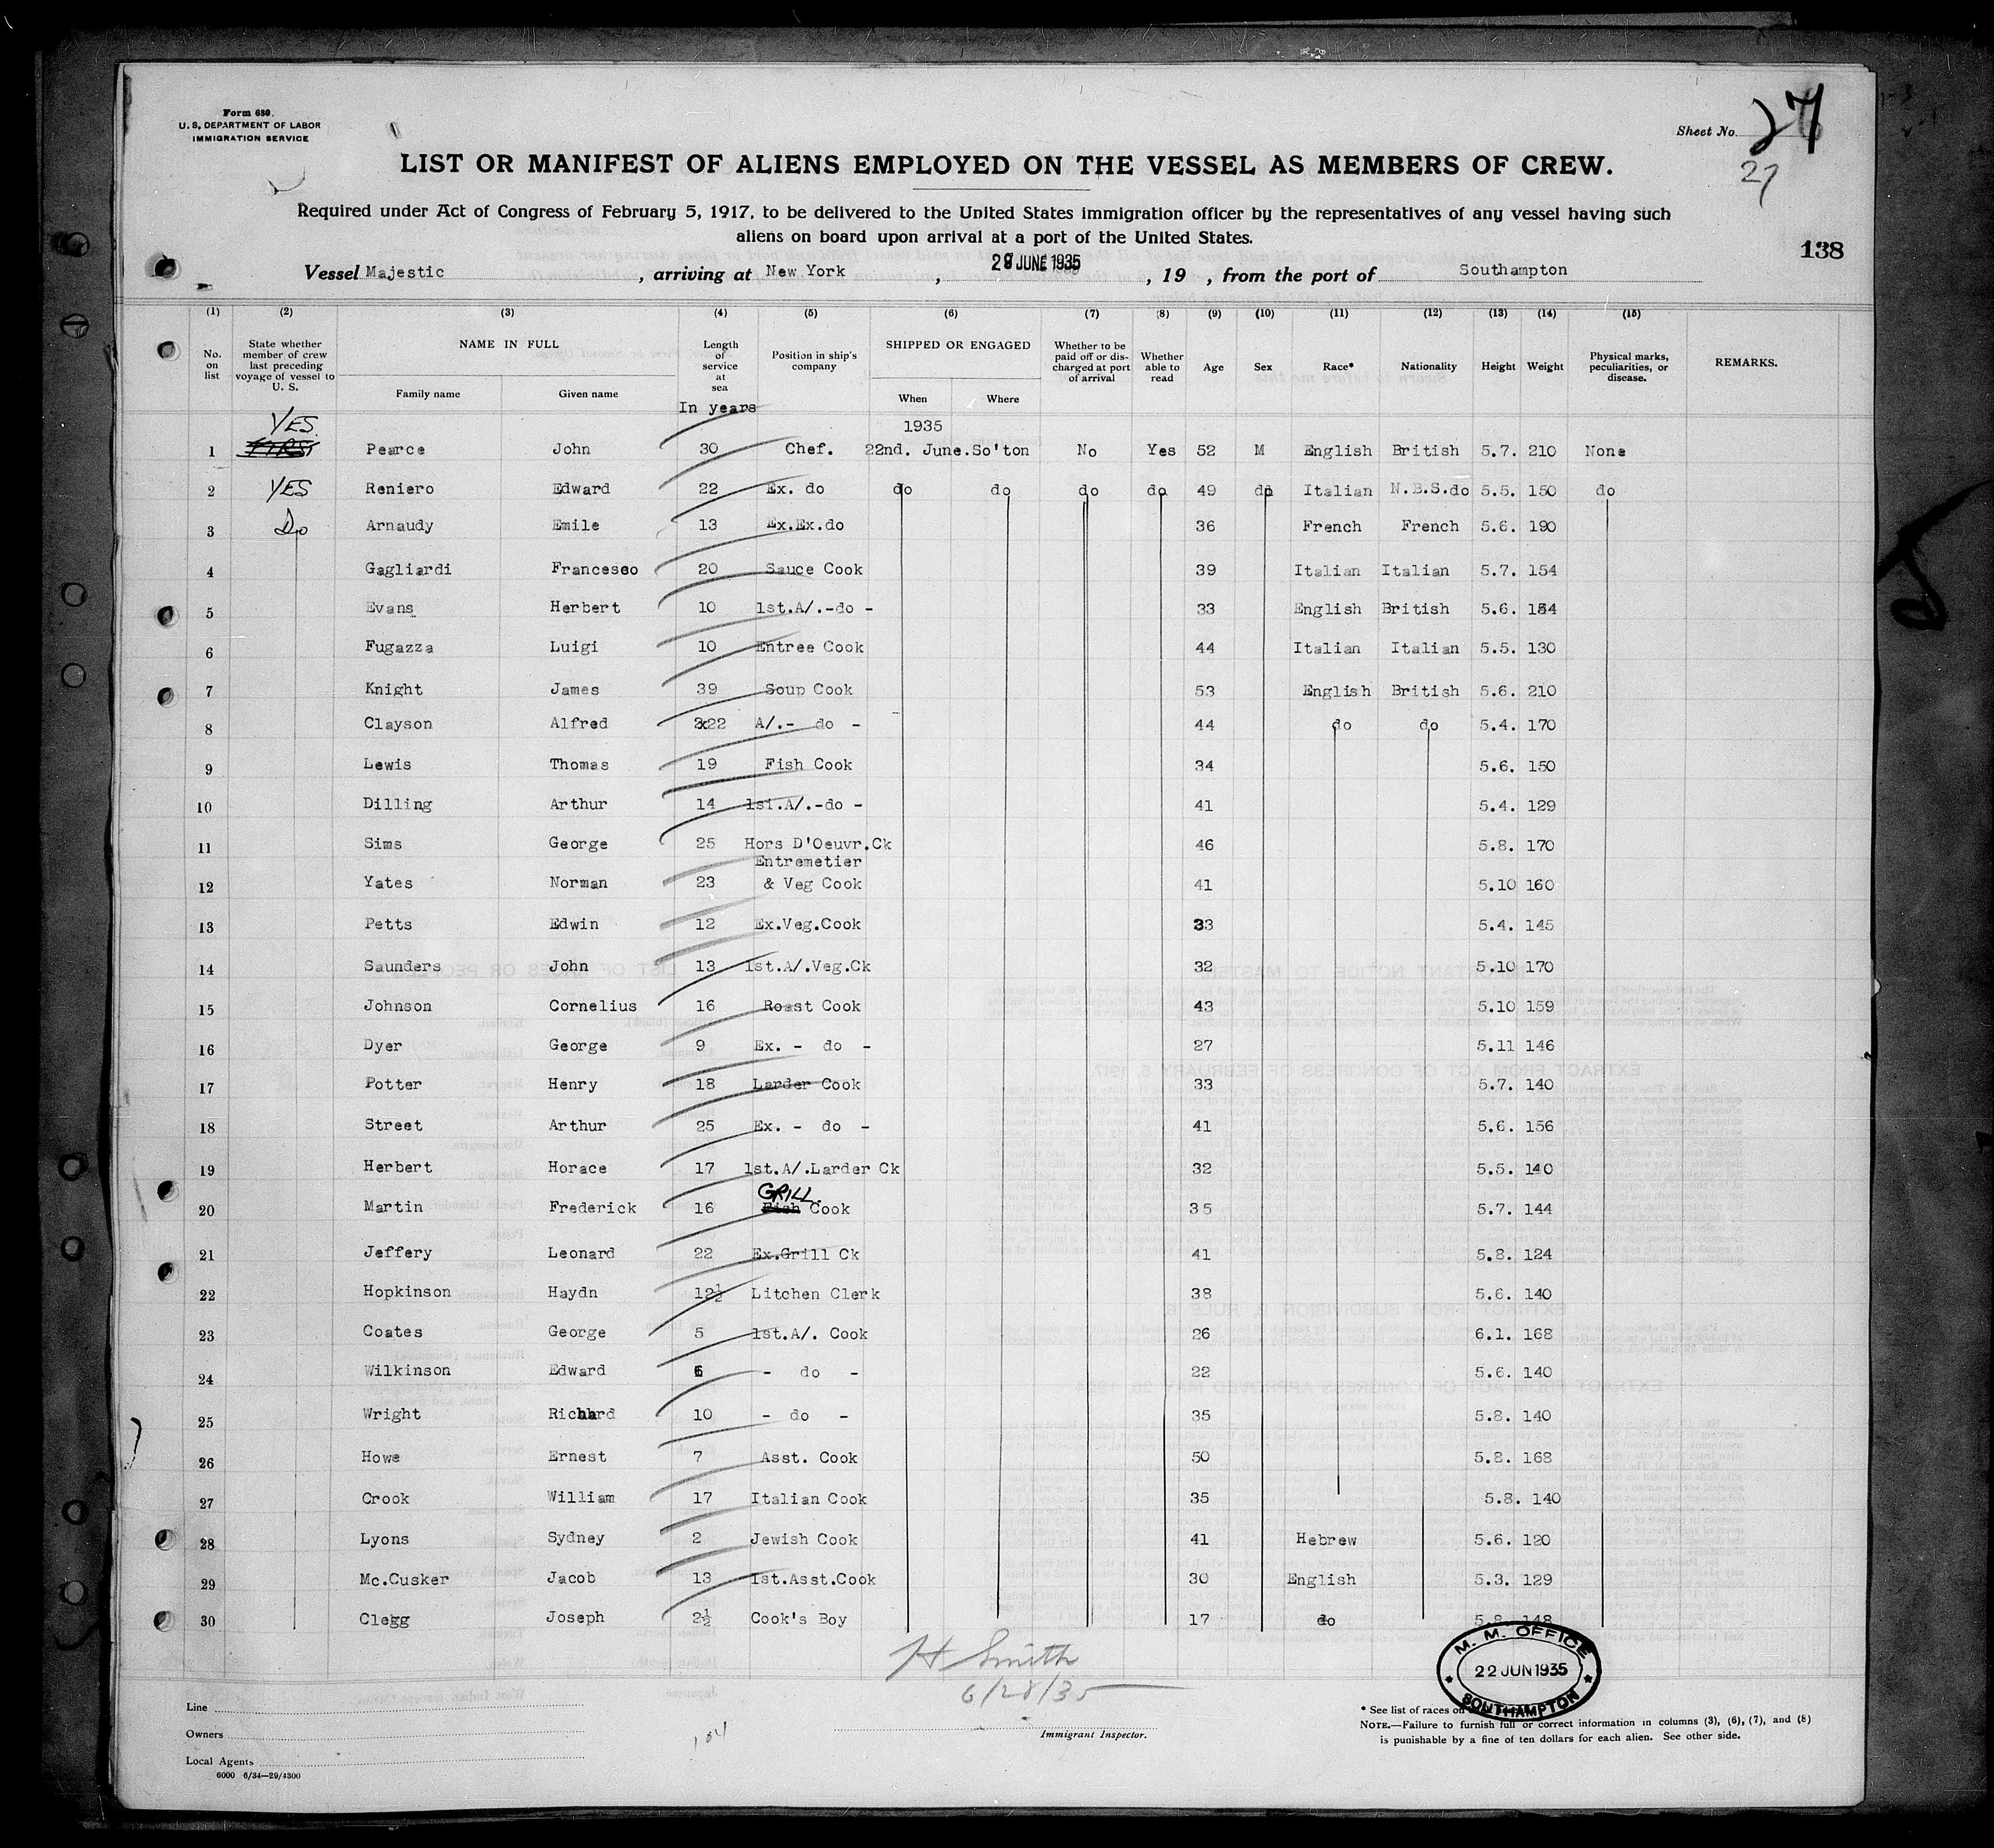 Form 680.
U. S. DEPARTMENT OF LABOR
IMMIGRATION SERVICE
Sheet No. 27
27
LIST OR MANIFEST OF ALIENS EMPLOYED ON THE VESSEL AS MEMBERS OF CREW.
Required under Act of Congress of February 5, 1917, to be delivered to the United States immigration officer by the representatives of any vessel having such
aliens on board upon arrival at a port of the United States.
138
Vessel Majestic , arriving at New York , 28 JUNE 1935 , 19 , from the port of Southampton
(1) (2) (3) (4) (5) (6) (7) (8) (9) (10) (11) (12) (13) (14) (15)
No. on list State whether member of crew last preceding voyage of vessel to U. S. NAME IN FULL Family name Given name Length of service at sea Position in ship's company SHIPPED OR ENGAGED When Where Whether to be paid off or discharged at port of arrival Whether able to read Age Sex Race* Nationality Height Weight Physical marks, peculiarities, or disease. REMARKS.
In years
YES 1935
1 Pearce John 30 Chef. 22nd. June. So'ton No Yes 52 M English British 5.7. 210 None
2 YES Reniero Edward 22 Ex. do do do do do 49 do Italian N.B.S.do 5.5. 150 do
3 Do Arnaudy Emile 13 Ex.Ex.do 36 French French 5.6. 190
4 Gagliardi Francesco 20 Sauce Cook 39 Italian Italian 5.7. 154
5 Evans Herbert 10 1st.A/.-do - 33 English British 5.6. 154
6 Fugazza Luigi 10 Entree Cook 44 Italian Italian 5.5. 130
7 Knight James 39 Soup Cook 53 English British 5.6. 210
8 Clayson Alfred 22 A/.- do - 44 do do 5.4. 170
9 Lewis Thomas 19 Fish Cook 34 5.6. 150
10 Dilling Arthur 14 1st.A/.-do - 41 5.4. 129
11 Sims George 25 Hors D'Oeuvr.Ck 46 5.8. 170
Entremetier
12 Yates Norman 23 & Veg Cook 41 5.10 160
13 Petts Edwin 12 Ex.Veg.Cook 33 5.4. 145
14 Saunders John 13 1st.A/.Veg.Ck 32 5.10 170
15 Johnson Cornelius 16 Roast Cook 43 5.10 159
16 Dyer George 9 Ex. - do - 27 5.11 146
17 Potter Henry 18 Larder Cook 33 5.7. 140
18 Street Arthur 25 Ex. - do - 41 5.6. 156
19 Herbert Horace 17 1st.A/.Larder Ck 32 5.5. 140
GRILL
20 Martin Frederick 16 Fish Cook 35 5.7. 144
21 Jeffery Leonard 22 Ex.Grill Ck 41 5.8. 124
22 Hopkinson Haydn 12½ Litchen Clerk 38 5.6. 140
23 Coates George 5 1st.A/. Cook 26 6.1. 168
24 Wilkinson Edward 6 - do - 22 5.6. 140
25 Wright Richard 10 - do - 35 5.8. 140
26 Howe Ernest 7 Asst. Cook 50 5.8. 168
27 Crook William 17 Italian Cook 35 5.8. 140
28 Lyons Sydney 2 Jewish Cook 41 Hebrew 5.6. 120
29 Mc.Cusker Jacob 13 1st.Asst.Cook 30 English 5.3. 129
30 Clegg Joseph 2½ Cook's Boy 17 do 5.8. 148
H Smith
6/28/35
M. M. OFFICE
22 JUN 1935
SOUTHAMPTON
Line
Owners
Local Agents
6000 6/34—29/4300
104
Immigrant Inspector.
* See list of races on
NOTE.—Failure to furnish full or correct information in columns (3), (6), (7), and (8)
is punishable by a fine of ten dollars for each alien. See other side.